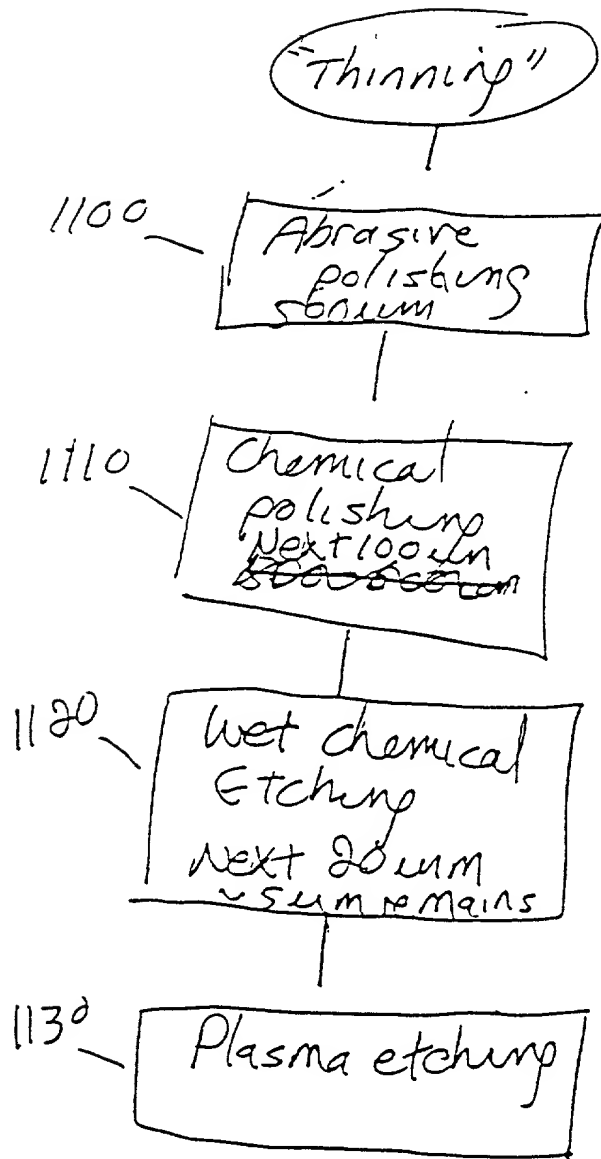 "Thinning"
1100
Abrasive
polishing
500um
1110
Chemical
polishing
Next 100um
1120
Wet chemical
Etching
Next 20um
~5um remains
1130
Plasma etching